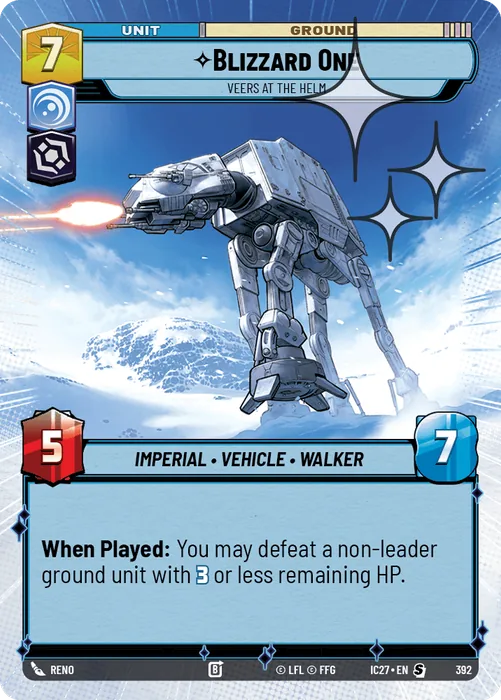 7
UNIT
GROUND
BLIZZARD ONE
VEERS AT THE HELM
5
IMPERIAL • VEHICLE • WALKER
7
When Played: You may defeat a non-leader
ground unit with 3 or less remaining HP.
RENO
B
© LFL © FFG
IC27 • EN
S
392